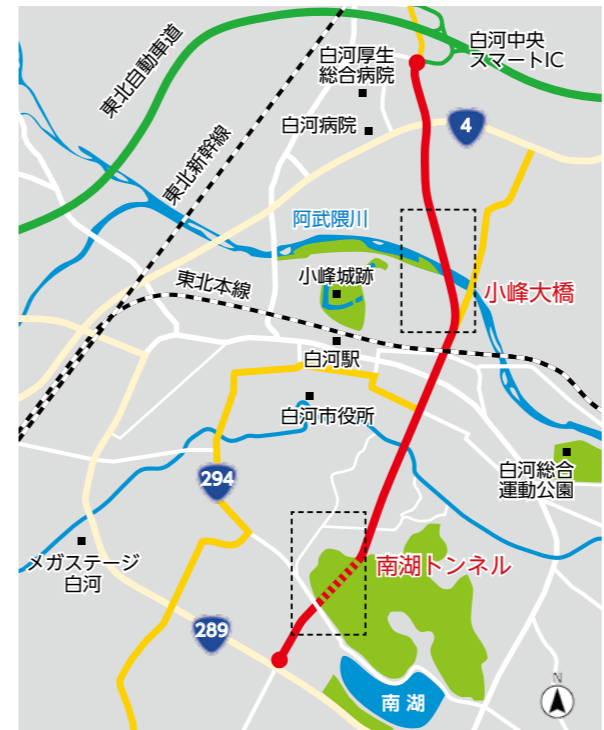 白河中央
スマートIC
白河厚生
総合病院
東北自動車道
4
白河病院
東北新幹線
阿武隈川
小峰城跡
東北本線
小峰大橋
白河駅
白河市役所
白河総合
運動公園
294
メガステージ
白河
南湖トンネル
289
南湖
N